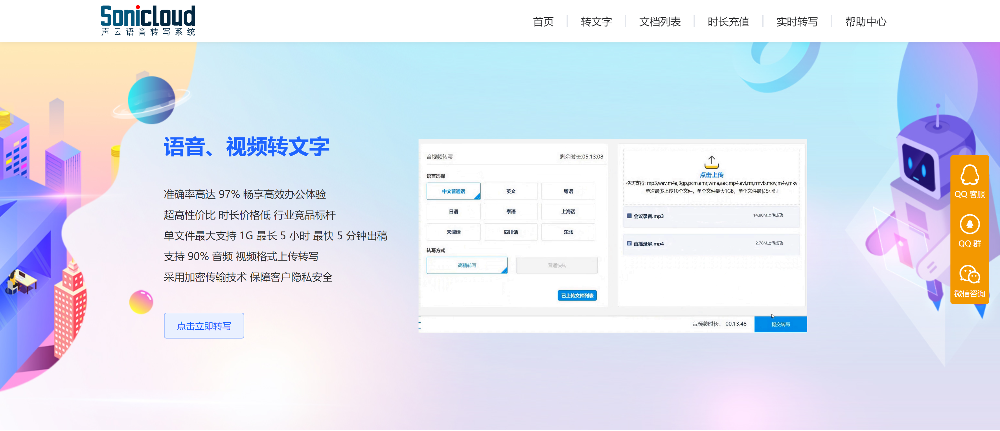 Sonicloud
声云语音转写系统
首页
转文字
文档列表
时长充值
实时转写
帮助中心
语音、视频转文字
准确率高达 97% 畅享高效办公体验
超高性价比 时长价格低 行业竞品标杆
单文件最大支持 1G 最长 5 小时 最快 5 分钟出稿
支持 90% 音频 视频格式上传转写
采用加密传输技术 保障客户隐私安全
点击立即转写
音视频转写
剩余时长:05:13:08
语言选择
中文普通话
英文
粤语
日语
泰语
上海话
天津话
四川话
东北
转写方式
高精转写
普通快转
已上传文件列表
点击上传
格式支持: mp3,wav,m4a,3gp,pcm,amr,wma,aac,mp4,avi,rm,rmvb,mov,m4v,mkv
单次最多上传10个文件，单个文件最大1GB，单个文件最长5小时
会议录音.mp3
14.80M上传成功
直播录屏.mp4
2.78M上传成功
音频总时长： 00:13:48
提交转写
QQ 客服
QQ 群
微信咨询